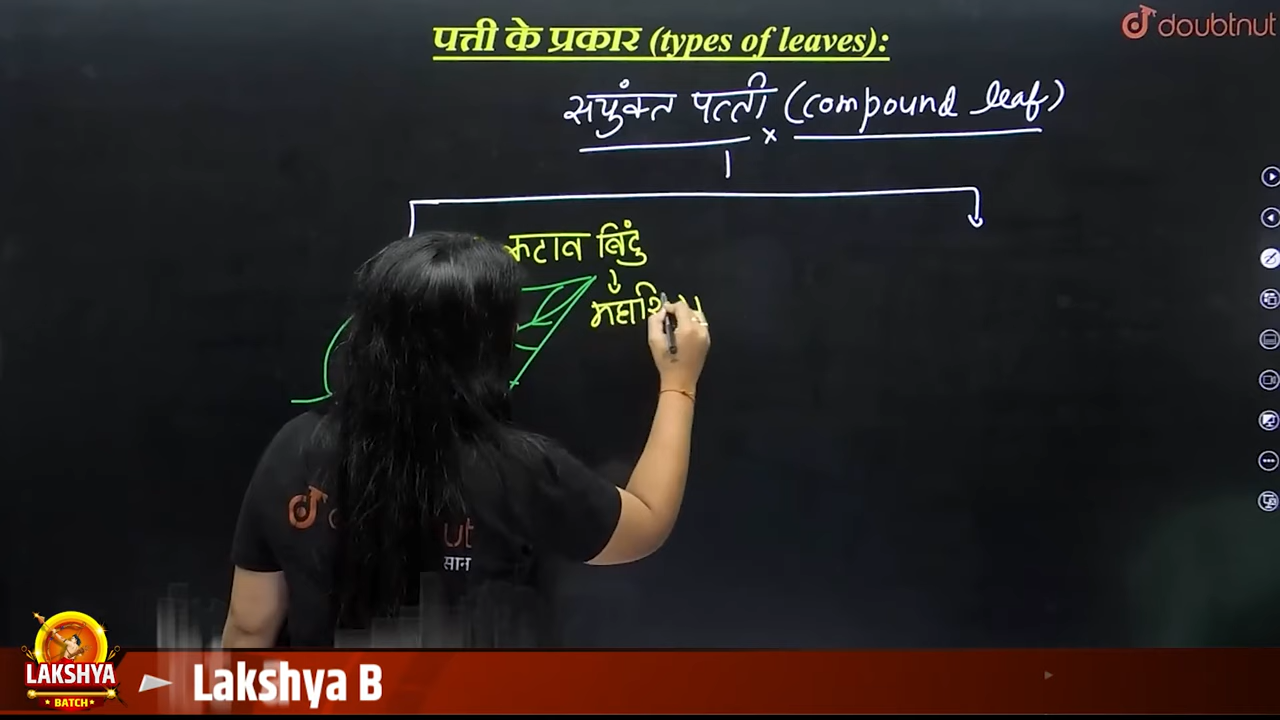 पत्ती के प्रकार (types of leaves):
doubtnut
संयुक्त पत्ती (compound leaf)
कटान बिंदु
सान
LAKSHYA
BATCH
Lakshya B